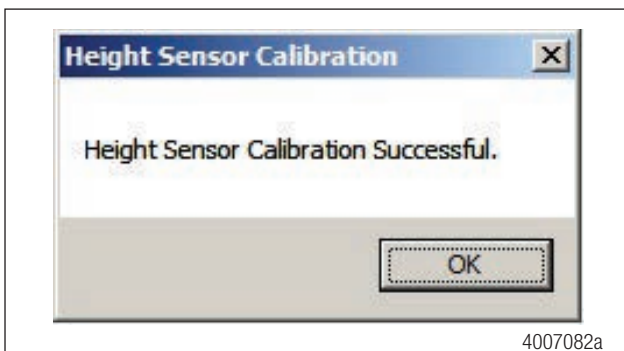 Height Sensor Calibration
Height Sensor Calibration Successful.
OK
4007082a